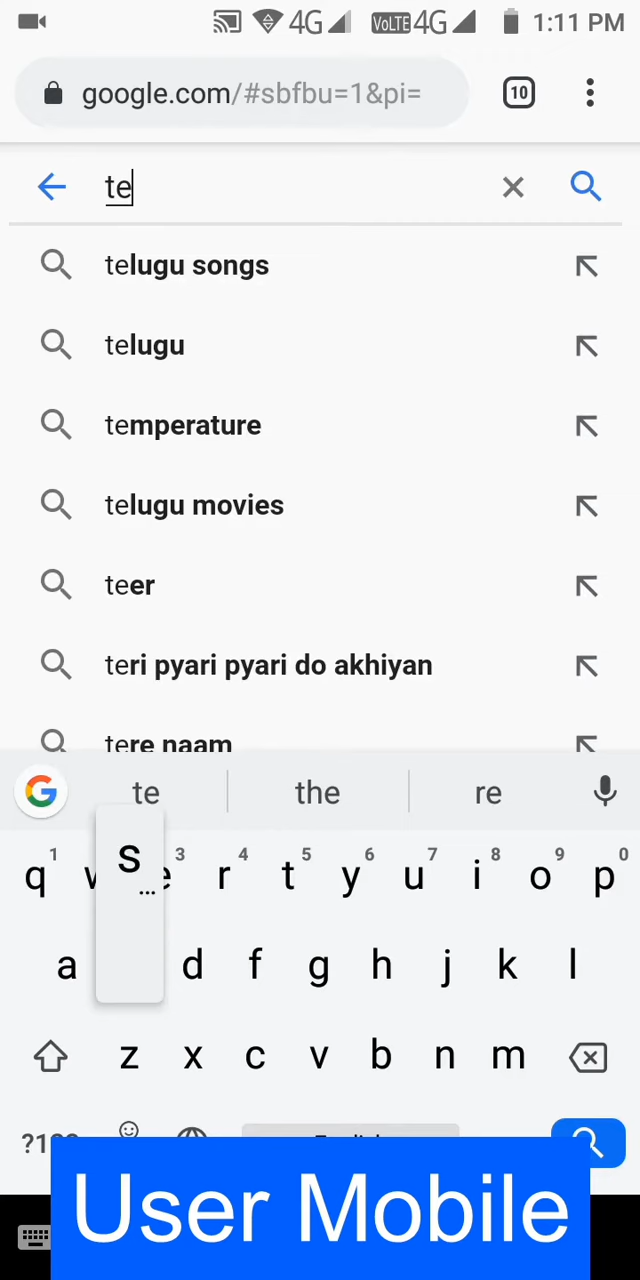 4G VoLTE 4G 1:11 PM
google.com/#sbfbu=1&pi= 10
te
telugu songs
telugu
temperature
telugu movies
teer
teri pyari pyari do akhiyan
tere naam
te the re
1 3 4 5 6 7 8 9 0
q w e r t y u i o p
s
...
a d f g h j k l
z x c v b n m
User Mobile